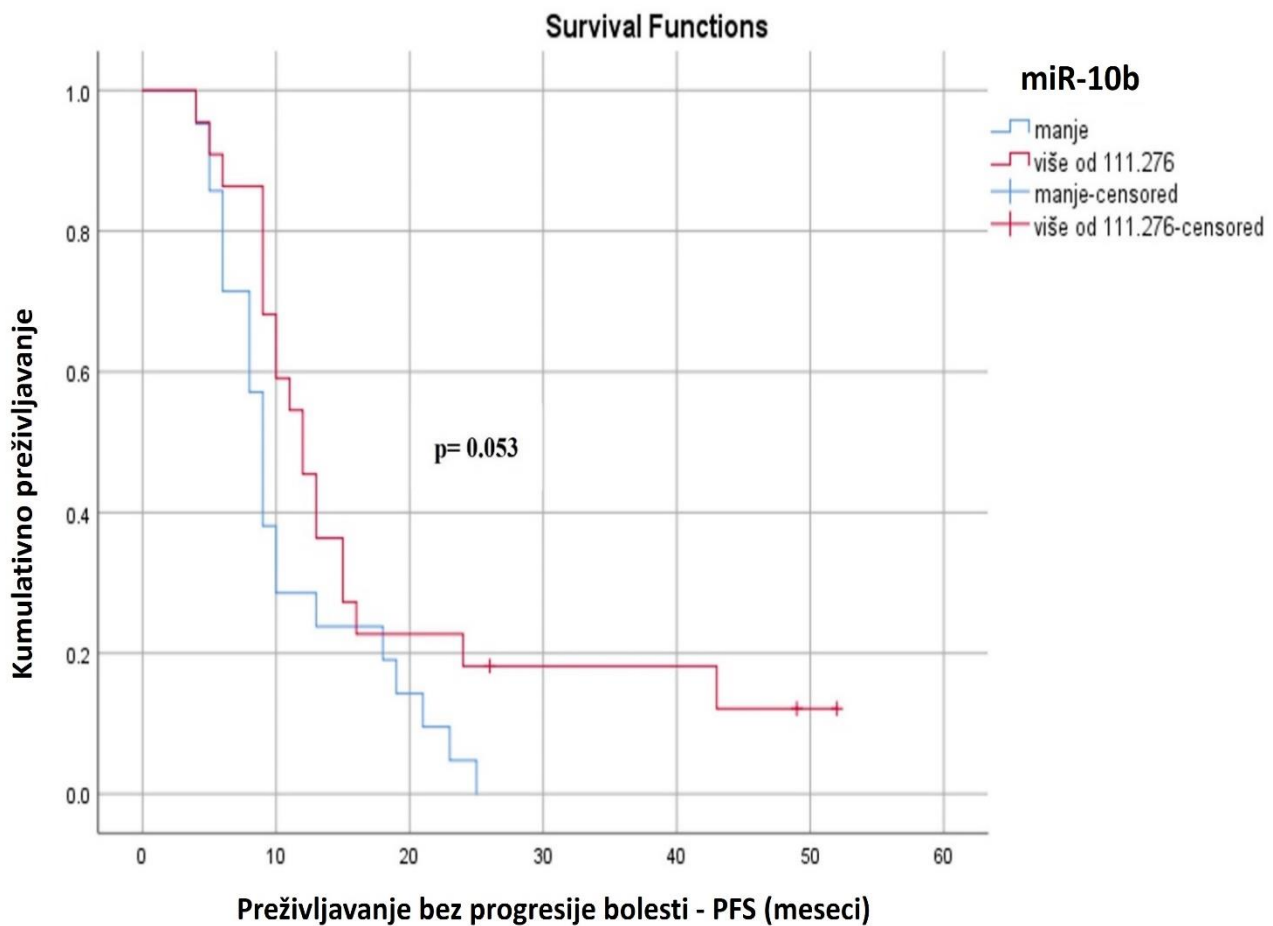 Survival Functions
miR-10b
manje
više od 111.276
manje-censored
više od 111.276-censored
Kumulativno preživljavanje
1.0
0.8
0.6
0.4
0.2
0.0
p= 0.053
0 10 20 30 40 50 60
Preživljavanje bez progresije bolesti - PFS (meseci)